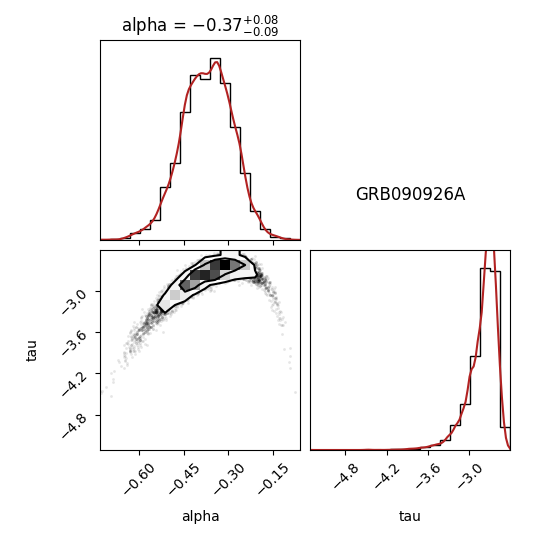 alpha = −0.37+0.08−0.09
GRB090926A
−3.0
−3.6
−4.2
−4.8
tau
−0.60 −0.45 −0.30 −0.15
−4.8 −4.2 −3.6 −3.0
alpha
tau